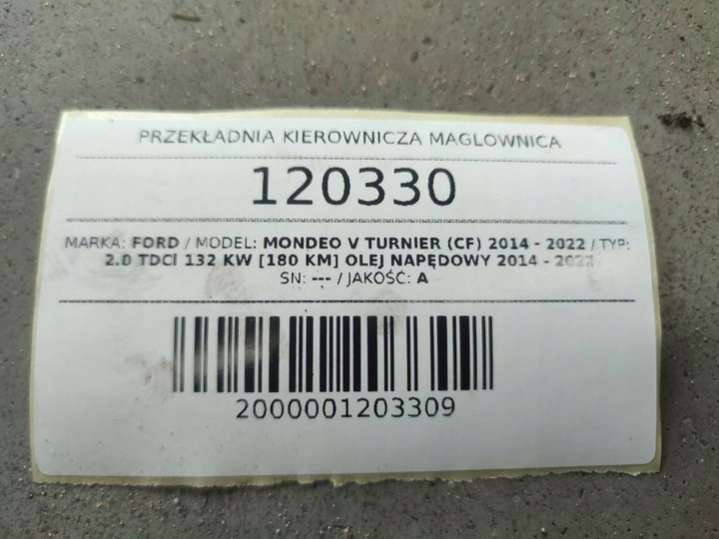 PRZEKŁADNIA KIEROWNICZA MAGLOWNICA
120330
MARKA: FORD / MODEL: MONDEO V TURNIER (CF) 2014 - 2022 / TYP:
2.0 TDCI 132 KW [180 KM] OLEJ NAPĘDOWY 2014 - 2022
SN: --- / JAKOŚĆ: A
2000001203309